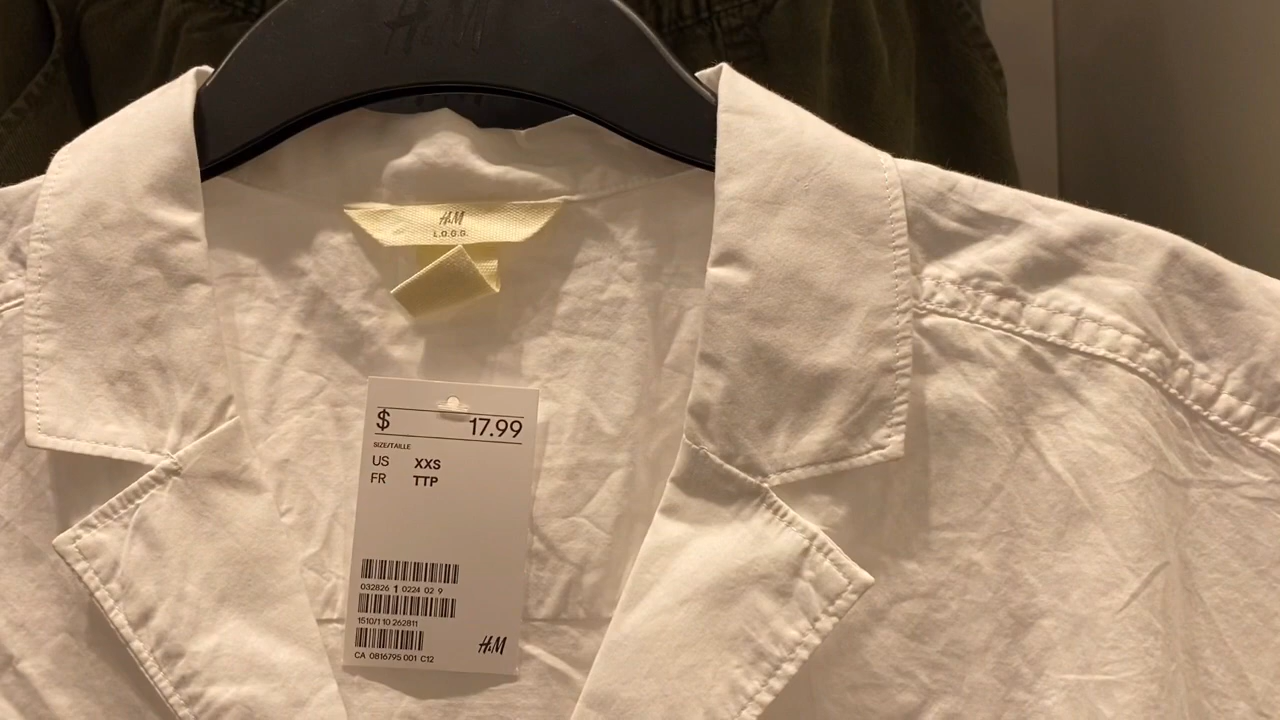 H&M
H&M
L.O.G.G.
$ 17.99
SIZE/TAILLE
US XXS
FR TTP
032826 1 0224 02 9
1510/1 10 262811
H&M
CA 0816795 001 C12